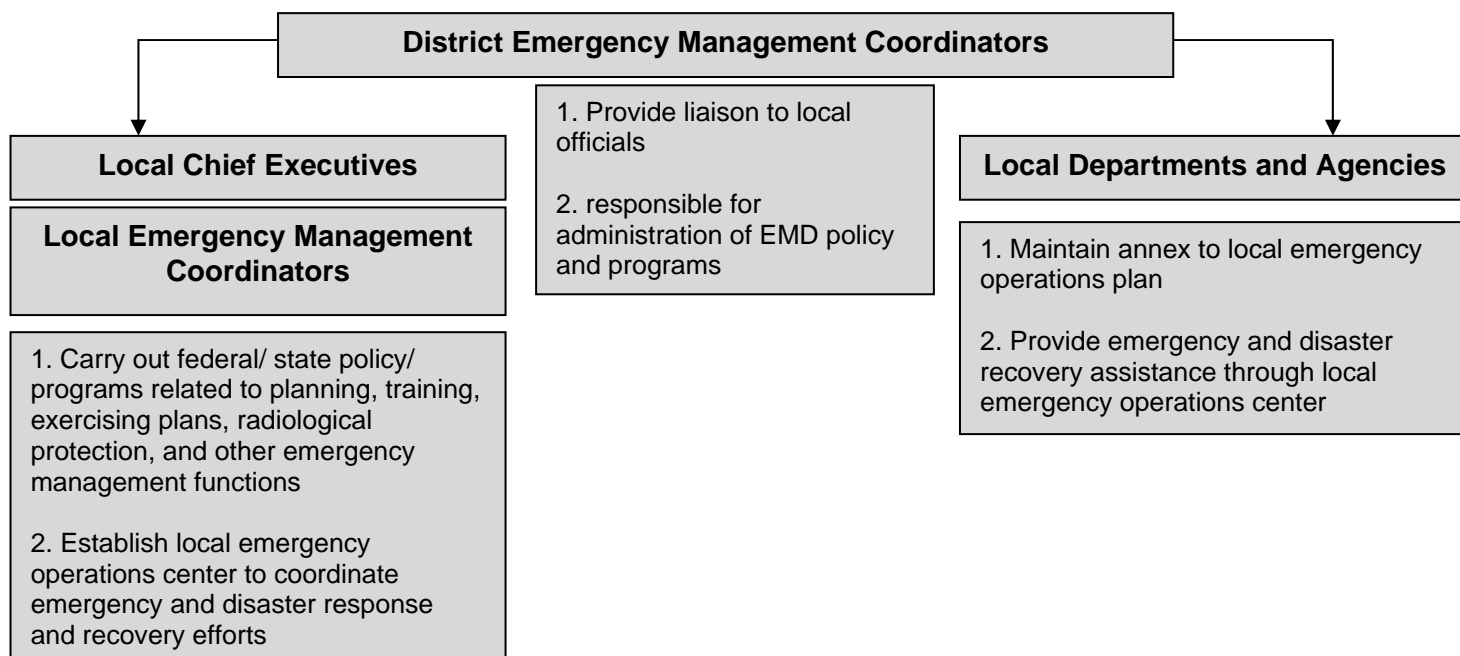 District Emergency Management Coordinators
1. Provide liaison to local
officials
2. responsible for
administration of EMD policy
and programs
Local Chief Executives
Local Emergency Management
Coordinators
1. Carry out federal/ state policy/
programs related to planning, training,
exercising plans, radiological
protection, and other emergency
management functions
2. Establish local emergency
operations center to coordinate
emergency and disaster response
and recovery efforts
Local Departments and Agencies
1. Maintain annex to local emergency
operations plan
2. Provide emergency and disaster
recovery assistance through local
emergency operations center